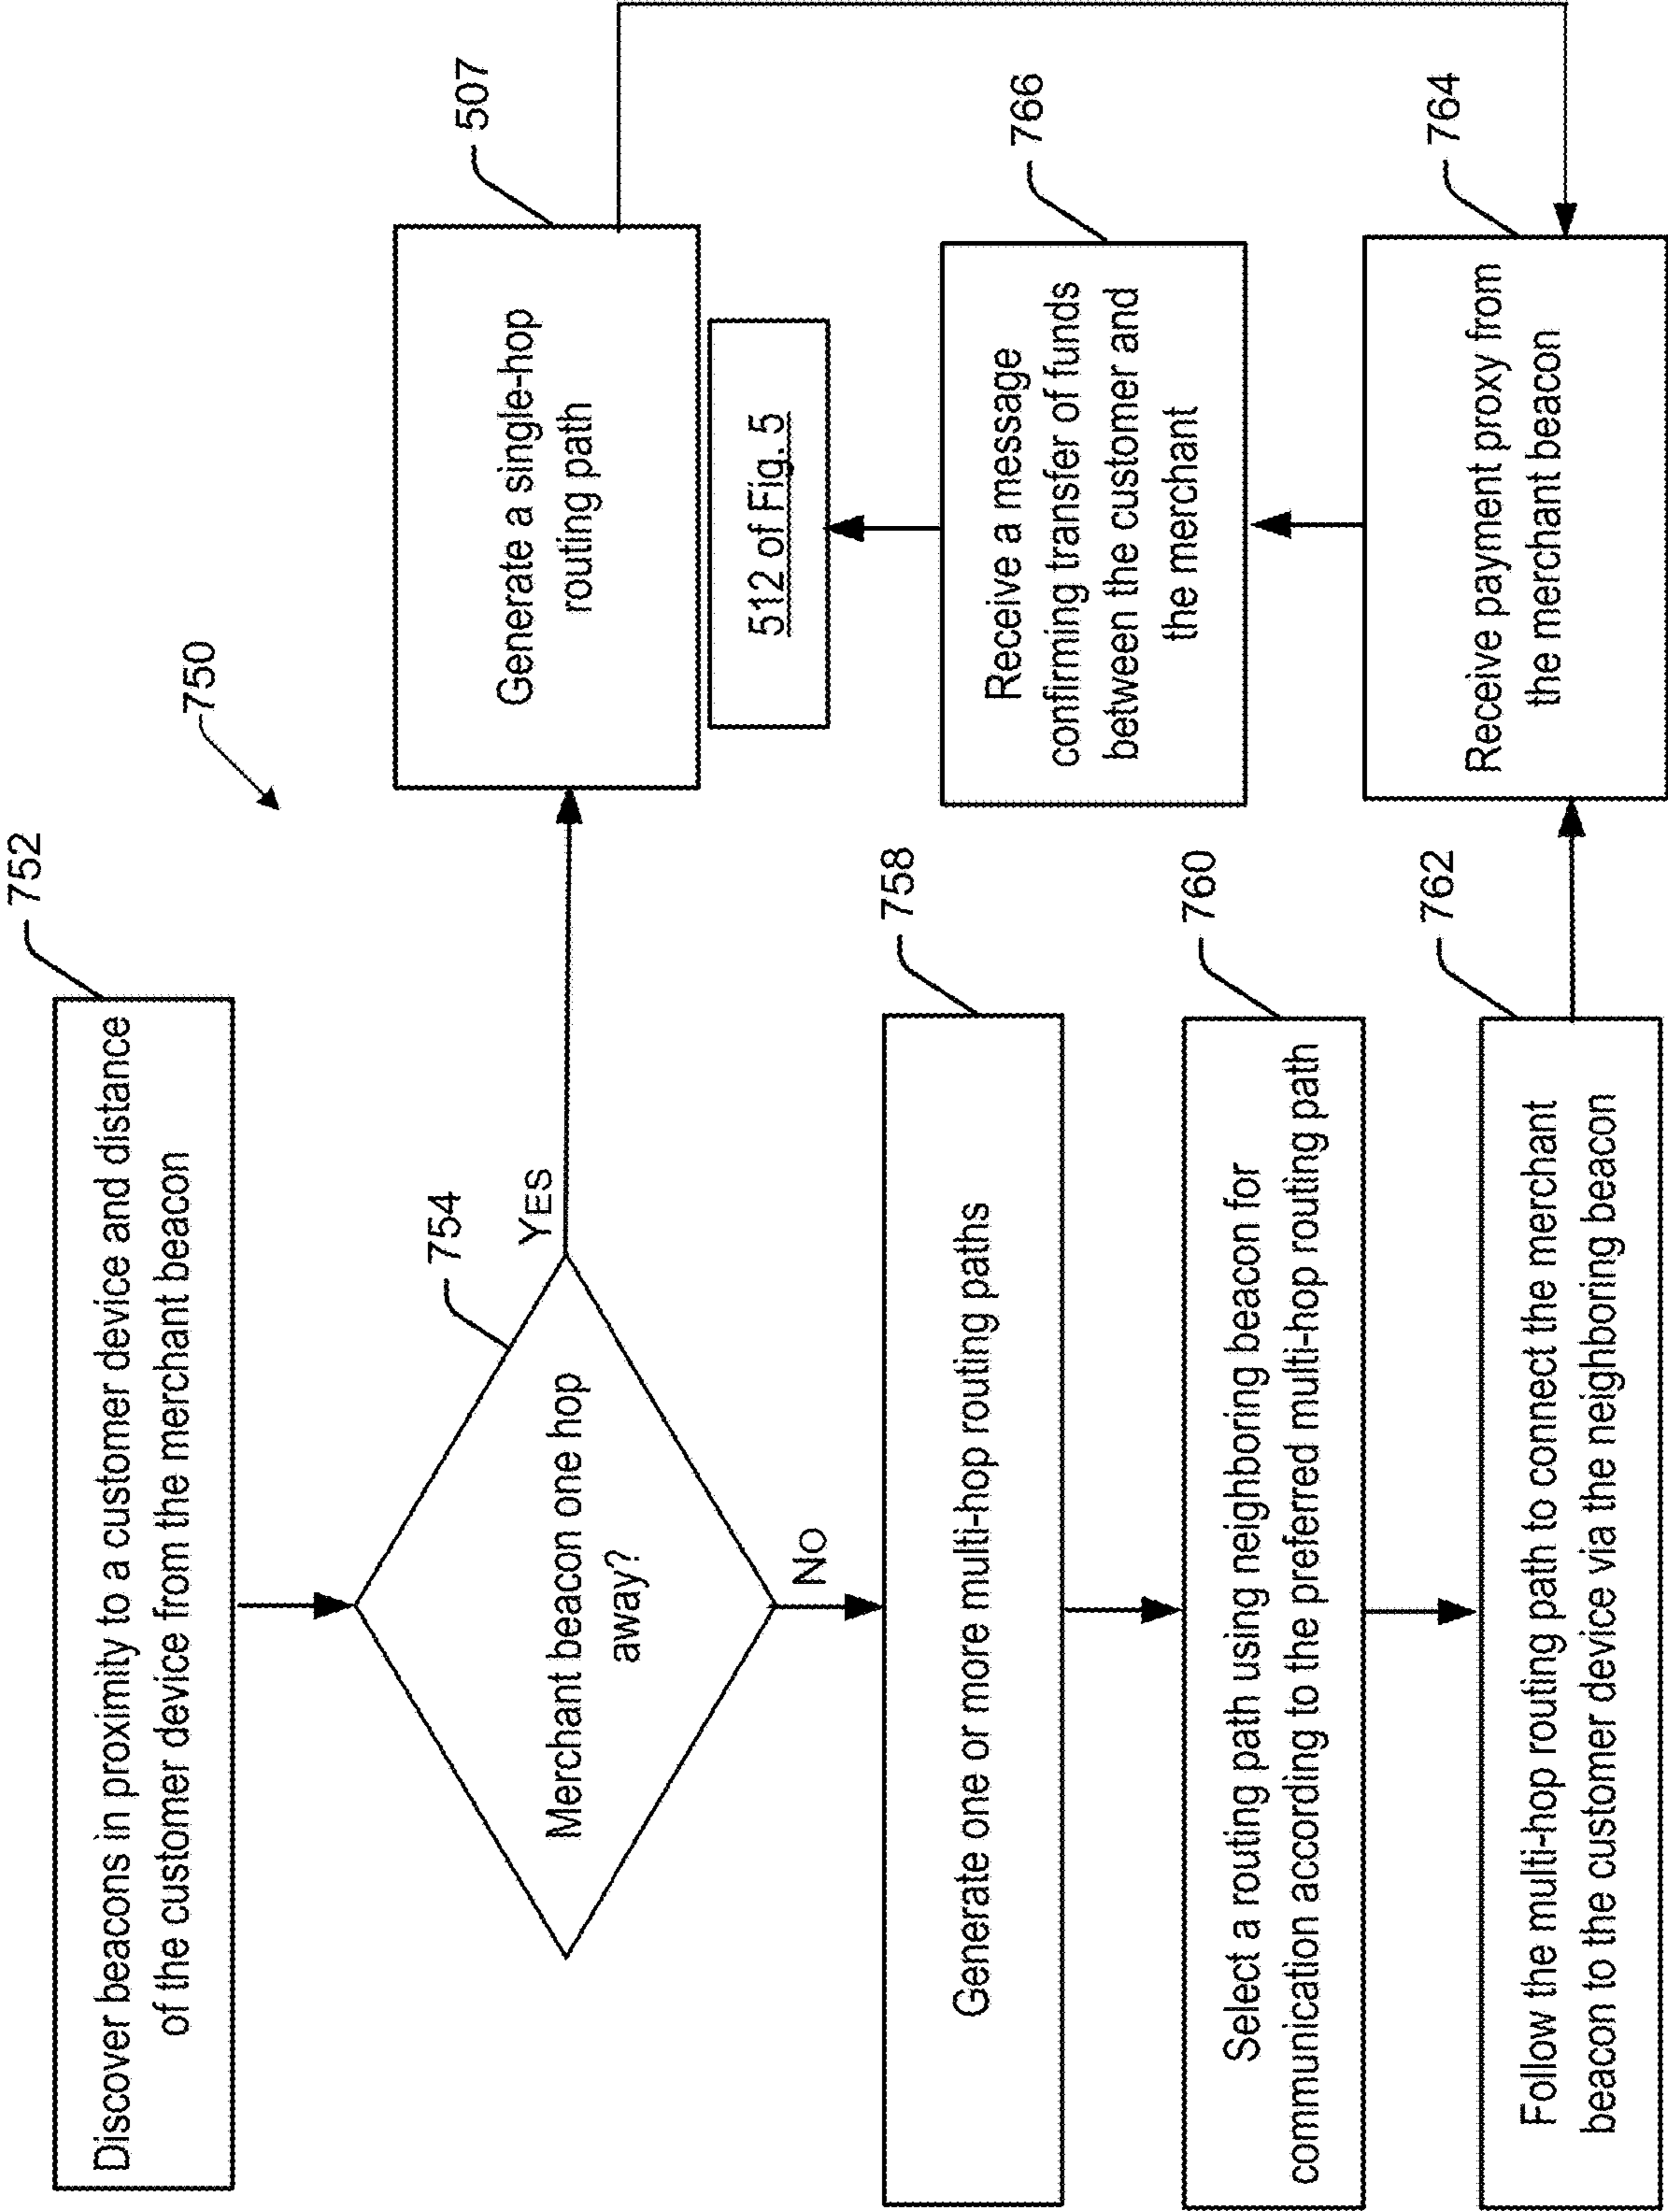 750
752
Discover beacons in proximity to a customer device and distance
of the customer device from the merchant beacon
754
Merchant beacon one hop
away?
YES
NO
507
Generate a single-hop
routing path
758
Generate one or more multi-hop routing paths
760
Select a routing path using neighboring beacon for
communication according to the preferred multi-hop routing path
762
Follow the multi-hop routing path to connect the merchant
beacon to the customer device via the neighboring beacon
764
Receive payment proxy from
the merchant beacon
766
Receive a message
confirming transfer of funds
between the customer and
the merchant
512 of Fig. 5